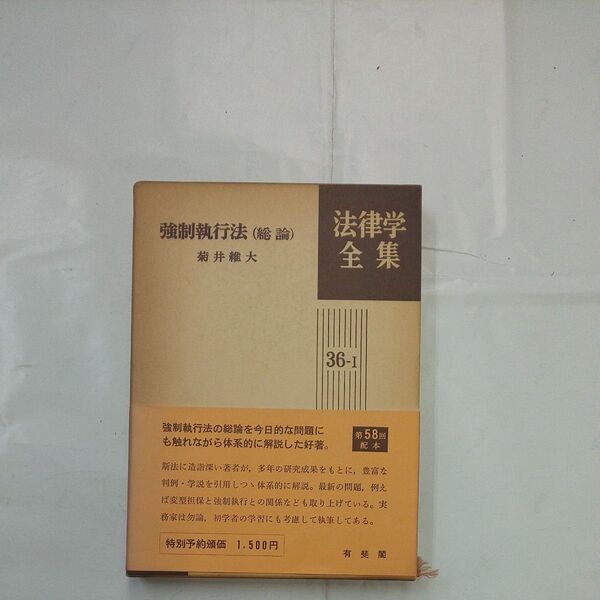 強制執行法(総論)
菊井維大
法律学
全集
36-I
強制執行法の総論を今日的な問題に
も触れながら体系的に解説した好著。
第58回
配本
斯法に造詣深い著者が，多年の研究成果をもとに，豊富な
判例・学説を引用しつゝ体系的に解説。最新の問題，例え
ば変型担保と強制執行との関係なども取り上げている。実
務家は勿論，初学者の学習にも考慮して執筆してある。
特別予約頒価 1,500円
有斐閣